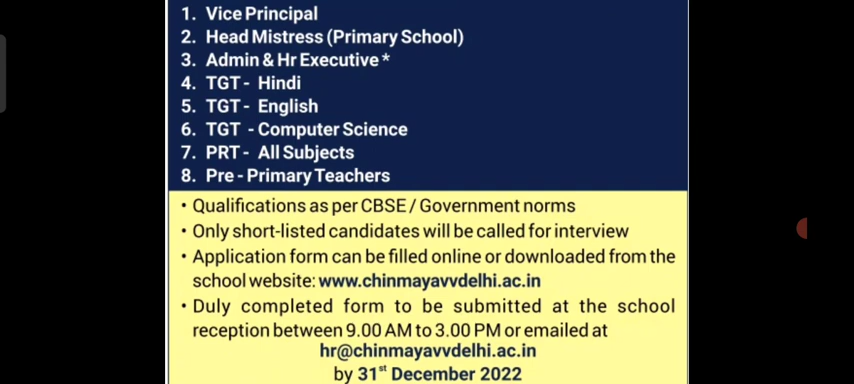 1. Vice Principal
2. Head Mistress (Primary School)
3. Admin & Hr Executive*
4. TGT - Hindi
5. TGT - English
6. TGT - Computer Science
7. PRT - All Subjects
8. Pre - Primary Teachers
• Qualifications as per CBSE / Government norms
• Only short-listed candidates will be called for interview
• Application form can be filled online or downloaded from the
school website: www.chinmayavvdelhi.ac.in
• Duly completed form to be submitted at the school
reception between 9.00 AM to 3.00 PM or emailed at
hr@chinmayavvdelhi.ac.in
by 31st December 2022